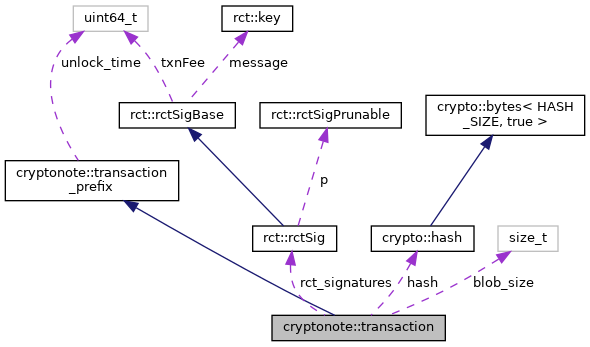 uint64_t
rct::key
unlock_time
txnFee
message
rct::rctSigBase
rct::rctSigPrunable
crypto::bytes< HASH
_SIZE, true >
cryptonote::transaction
_prefix
p
rct::rctSig
crypto::hash
size_t
rct_signatures
hash
blob_size
cryptonote::transaction